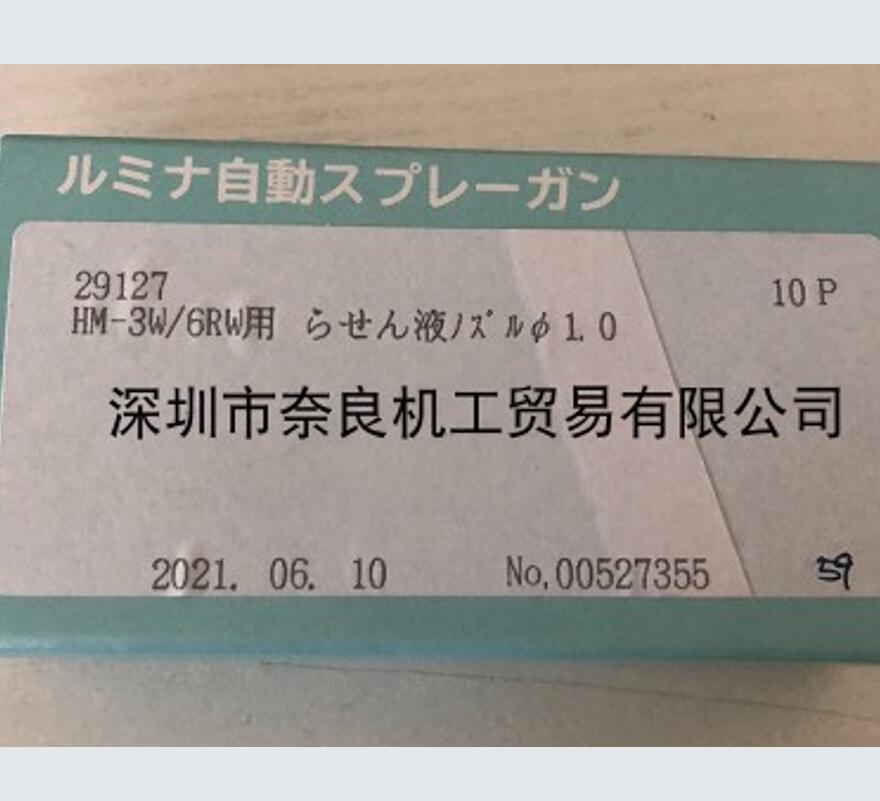 ルミナ自動スプレーガン
29127
10 P
HM-3W/6RW用 らせん液ﾉｽﾞﾙφ1.0
深圳市奈良机工贸易有限公司
2021. 06. 10 No.00527355 59